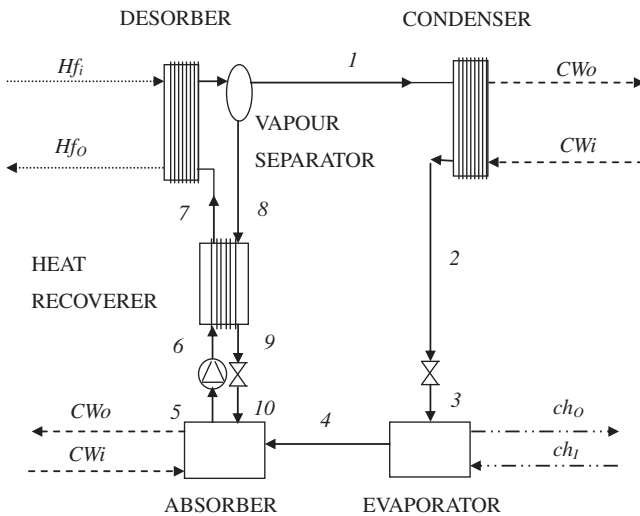 DESORBER
CONDENSER
Hfi
1
CWo
VAPOUR
SEPARATOR
HfO
CWi
7
8
2
HEAT
RECOVERER
6
9
3
CWo
5
10
4
chO
CWi
chI
ABSORBER
EVAPORATOR